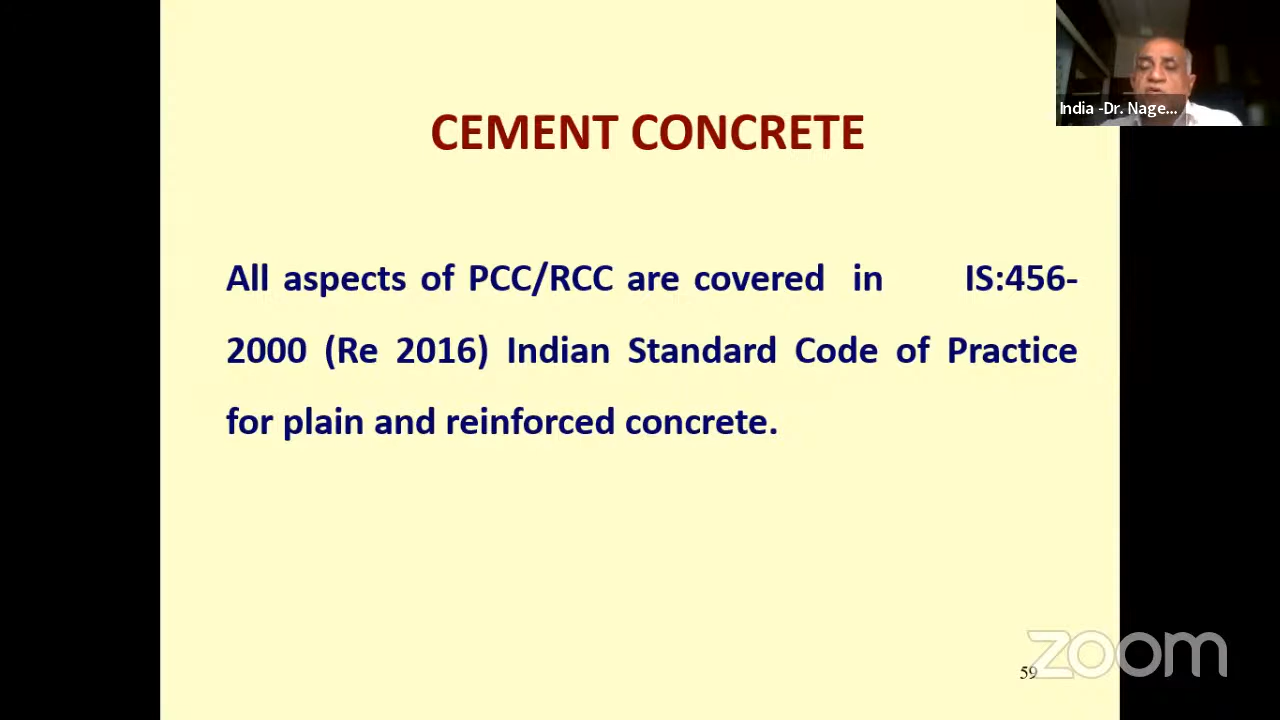 India -Dr. Nage...
CEMENT CONCRETE
All aspects of PCC/RCC are covered in IS:456-
2000 (Re 2016) Indian Standard Code of Practice
for plain and reinforced concrete.
59
zoom